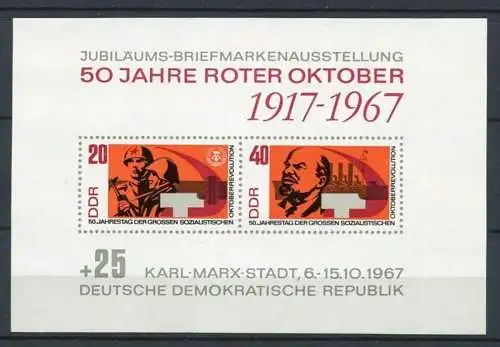 JUBILÄUMS-BRIEFMARKENAUSSTELLUNG
50 JAHRE ROTER OKTOBER
1917-1967
20
DDR
50. JAHRESTAG DER GROSSEN SOZIALISTISCHEN
OKTOBERREVOLUTION
40
DDR
50. JAHRESTAG DER GROSSEN SOZIALISTISCHEN
OKTOBERREVOLUTION
+25 KARL-MARX-STADT, 6.-15.10.1967
DEUTSCHE DEMOKRATISCHE REPUBLIK